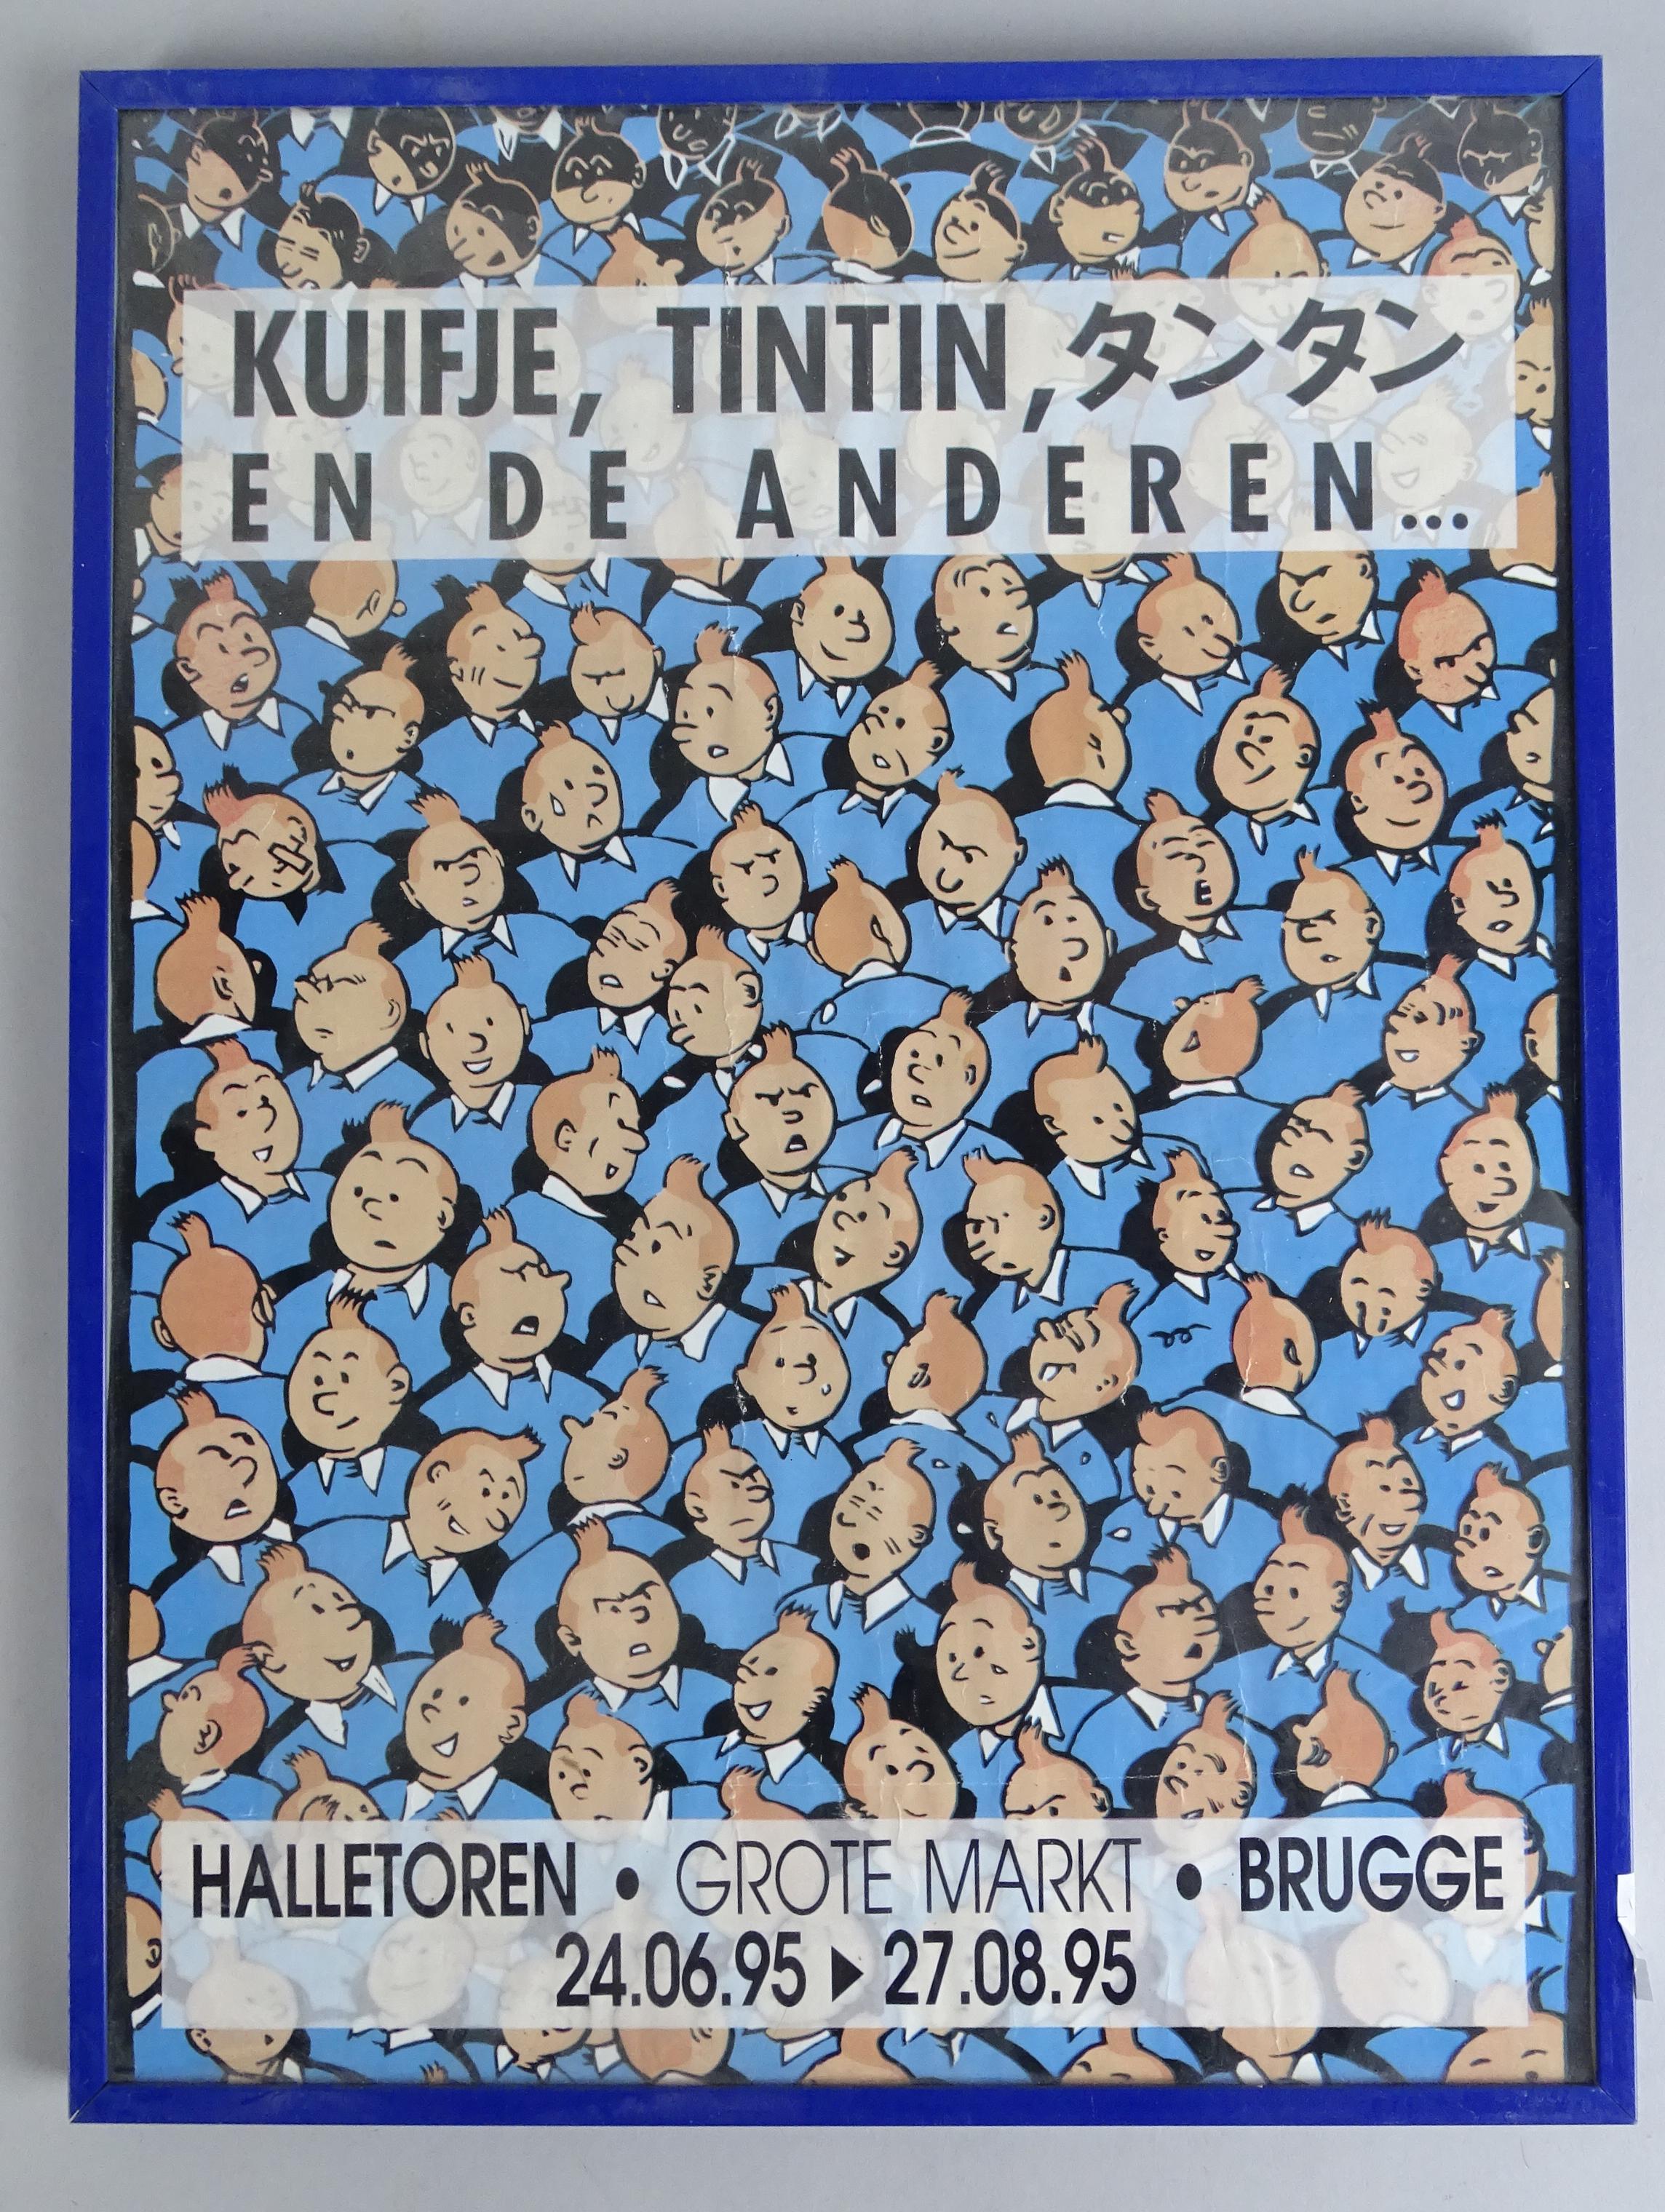 KUIFJE, TINTIN, タンタン
EN DE ANDEREN...
HALLETOREN • GROTE MARKT • BRUGGE
24.06.95 ▶ 27.08.95